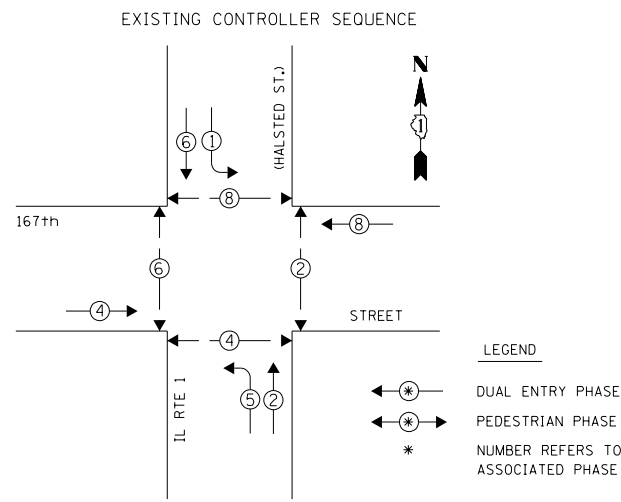 EXISTING CONTROLLER SEQUENCE
(HALSTED ST.)
N
1
6
1
8
167th
8
6
2
4
STREET
4
LEGEND
IL RTE 1
5
2
* DUAL ENTRY PHASE
* PEDESTRIAN PHASE
* NUMBER REFERS TO
ASSOCIATED PHASE